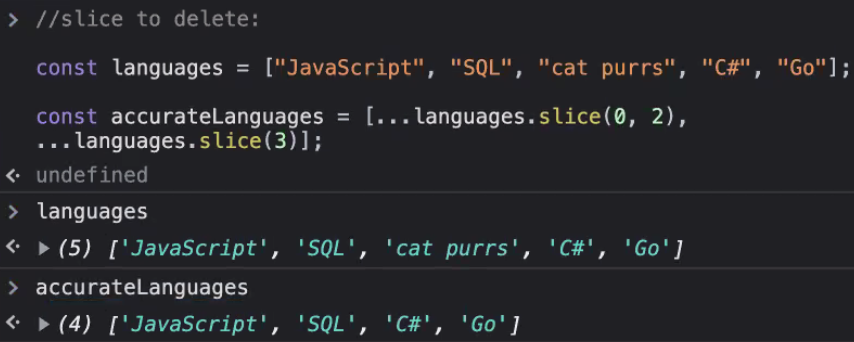 > //slice to delete:
const languages = ["JavaScript", "SQL", "cat purrs", "C#", "Go"];
const accurateLanguages = [...languages.slice(0, 2),
...languages.slice(3)];
undefined
> languages
(5) ['JavaScript', 'SQL', 'cat purrs', 'C#', 'Go']
> accurateLanguages
(4) ['JavaScript', 'SQL', 'C#', 'Go']